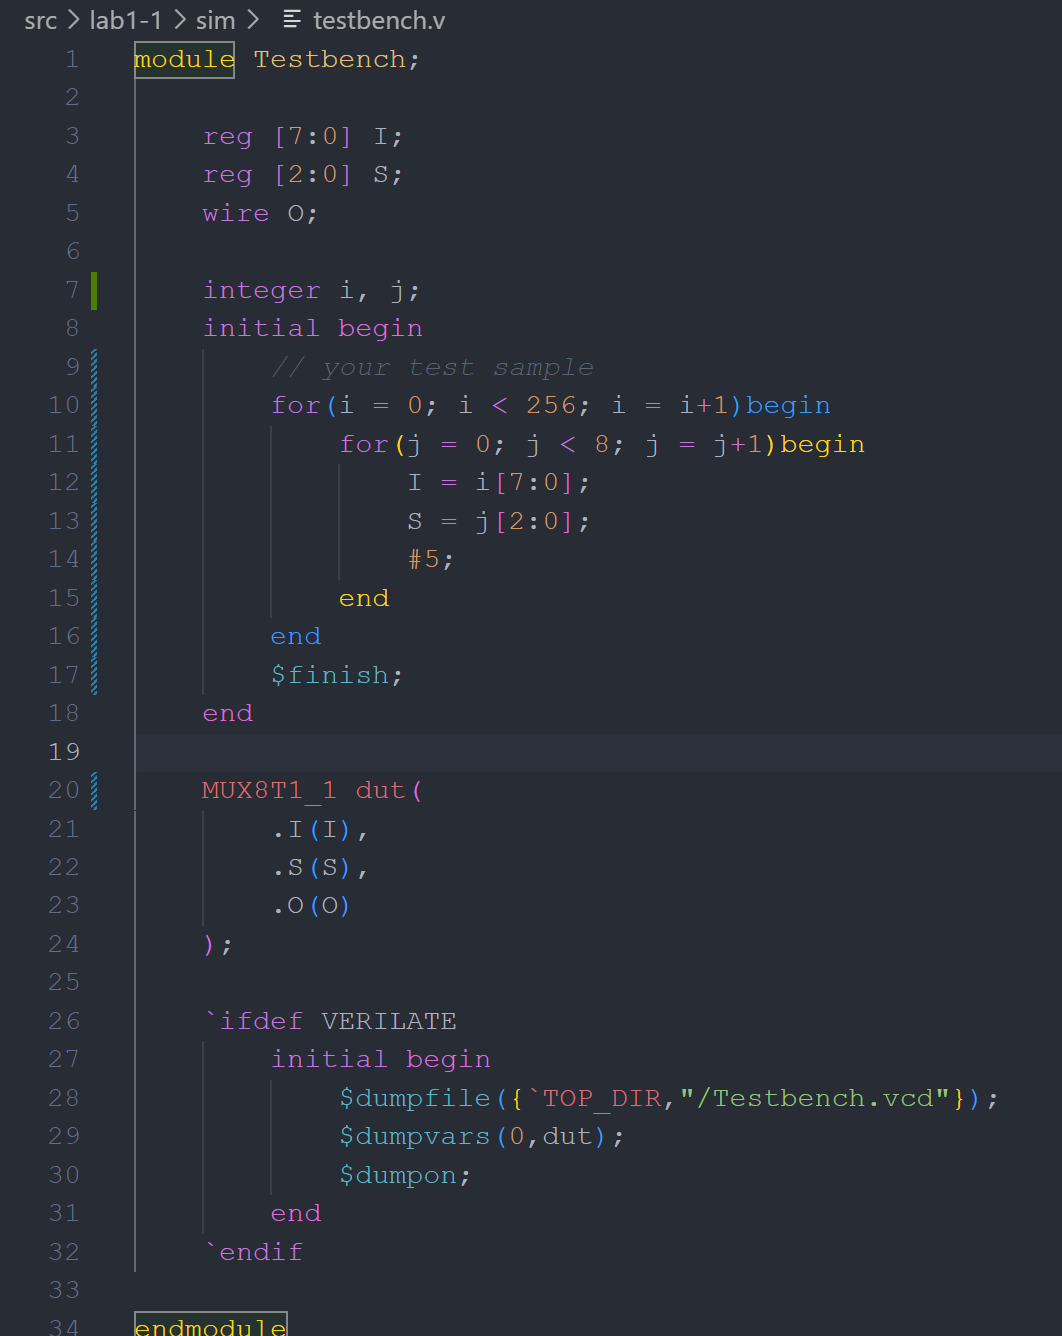 src > lab1-1 > sim > testbench.v
1 module Testbench;
2
3 reg [7:0] I;
4 reg [2:0] S;
5 wire O;
6
7 integer i, j;
8 initial begin
9 // your test sample
10 for(i = 0; i < 256; i = i+1)begin
11 for(j = 0; j < 8; j = j+1)begin
12 I = i[7:0];
13 S = j[2:0];
14 #5;
15 end
16 end
17 $finish;
18 end
19
20 MUX8T1_1 dut(
21 .I(I),
22 .S(S),
23 .O(O)
24 );
25
26 `ifdef VERILATE
27 initial begin
28 $dumpfile({`TOP_DIR,"/Testbench.vcd"});
29 $dumpvars(0,dut);
30 $dumpon;
31 end
32 `endif
33
34 endmodule